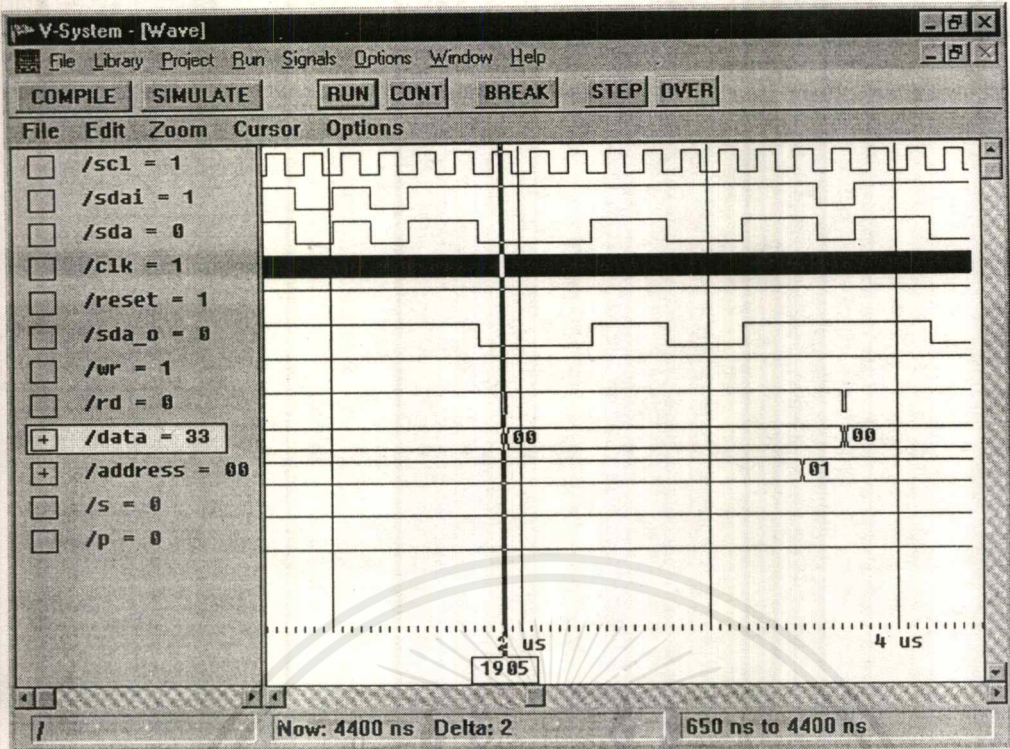 V-System - [Wave]
File Library Project Run Signals Options Window Help
COMPILE SIMULATE RUN CONT BREAK STEP OVER
File Edit Zoom Cursor Options
/scl = 1
/sdai = 1
/sda = 0
/clk = 1
/reset = 1
/sda_o = 0
/wr = 1
/rd = 0
+ /data = 33 00 00
+ /address = 00 01
/s = 0
/p = 0
2 us 4 us
1905
/ Now: 4400 ns Delta: 2 650 ns to 4400 ns